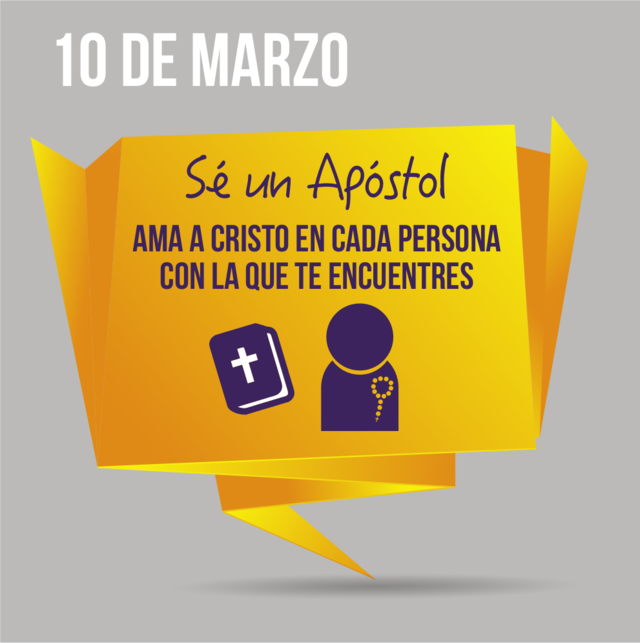 10 DE MARZO
Sé un Apóstol
AMA A CRISTO EN CADA PERSONA
CON LA QUE TE ENCUENTRES